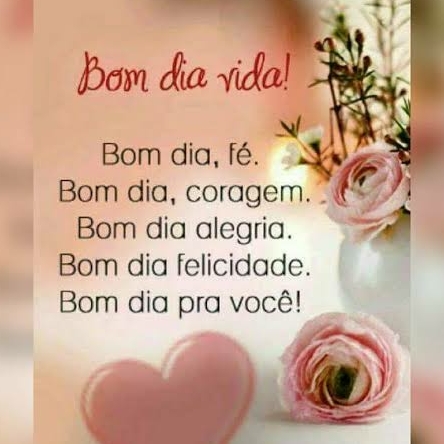 Bom dia vida!
Bom dia, fé.
Bom dia, coragem.
Bom dia alegria.
Bom dia felicidade.
Bom dia pra você!